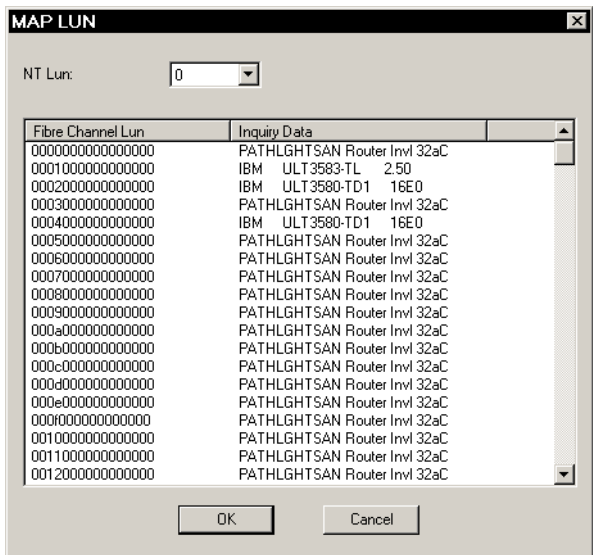 MAP LUN
NT Lun: 0
Fibre Channel Lun Inquiry Data
0000000000000000 PATHLGHTSAN Router Invl 32aC
0001000000000000 IBM ULT3583-TL 2.50
0002000000000000 IBM ULT3580-TD1 16E0
0003000000000000 PATHLGHTSAN Router Invl 32aC
0004000000000000 IBM ULT3580-TD1 16E0
0005000000000000 PATHLGHTSAN Router Invl 32aC
0006000000000000 PATHLGHTSAN Router Invl 32aC
0007000000000000 PATHLGHTSAN Router Invl 32aC
0008000000000000 PATHLGHTSAN Router Invl 32aC
0009000000000000 PATHLGHTSAN Router Invl 32aC
000a000000000000 PATHLGHTSAN Router Invl 32aC
000b000000000000 PATHLGHTSAN Router Invl 32aC
000c000000000000 PATHLGHTSAN Router Invl 32aC
000d000000000000 PATHLGHTSAN Router Invl 32aC
000e000000000000 PATHLGHTSAN Router Invl 32aC
000f000000000000 PATHLGHTSAN Router Invl 32aC
0010000000000000 PATHLGHTSAN Router Invl 32aC
0011000000000000 PATHLGHTSAN Router Invl 32aC
0012000000000000 PATHLGHTSAN Router Invl 32aC
OK Cancel